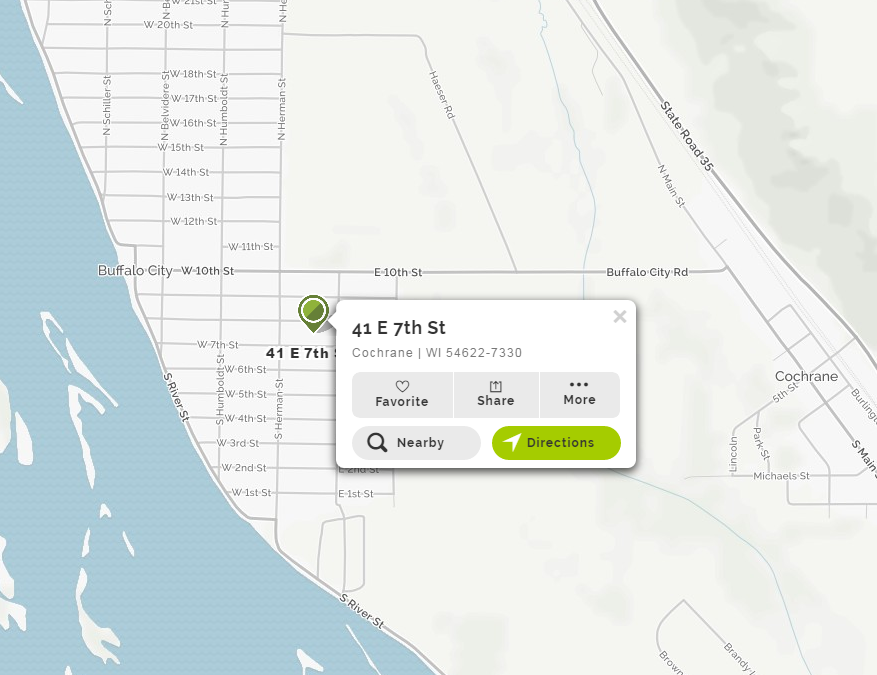 W 21st St
W 20th St
N Hu
N He
W 18th St
N Schiller St
N Belvidere St
N Humboldt St
N Herman St
W 17th St
W 16th St
W 15th St
W 14th St
W 13th St
W 12th St
W 11th St
Haeser Rd
State Road 35
N Main St
Buffalo City
W 10th St
E 10th St
Buffalo City Rd
41 E 7th St
Cochrane | WI 54622-7330
Favorite
Share
More
Nearby
Directions
W 7th St
41 E 7th
W 6th St
W 5th St
W 4th St
W 3rd St
W 2nd St
E 2nd St
W 1st St
E 1st St
S Humboldt St
S Herman St
S River St
S River St
Cochrane
5th St
Lincoln
Park St
Michaels St
Burling
S Main
Brown
Brandy